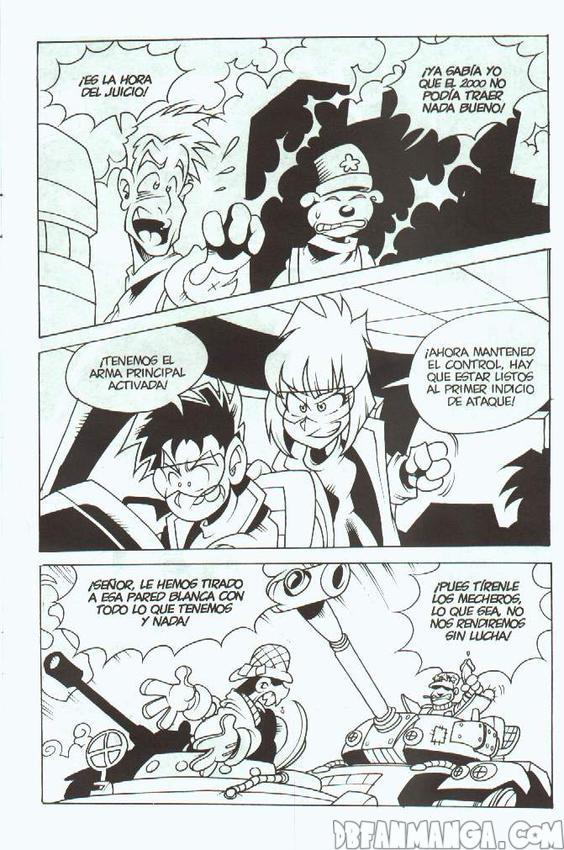 ¡ES LA HORA
DEL JUICIO!
¡YA SABÍA YO
QUE EL 2000 NO
PODÍA TRAER
NADA BUENO!
¡TENEMOS EL
ARMA PRINCIPAL
ACTIVADA!
¡AHORA MANTENED
EL CONTROL, HAY
QUE ESTAR LISTOS
AL PRIMER INDICIO
DE ATAQUE!
¡SEÑOR, LE HEMOS TIRADO
A ESA PARED BLANCA CON
TODO LO QUE TENEMOS
Y NADA!
¡PUES TÍRENLE
LOS MECHEROS,
LO QUE SEA, NO
NOS RENDIREMOS
SIN LUCHA!
DBFANMANGA.COM